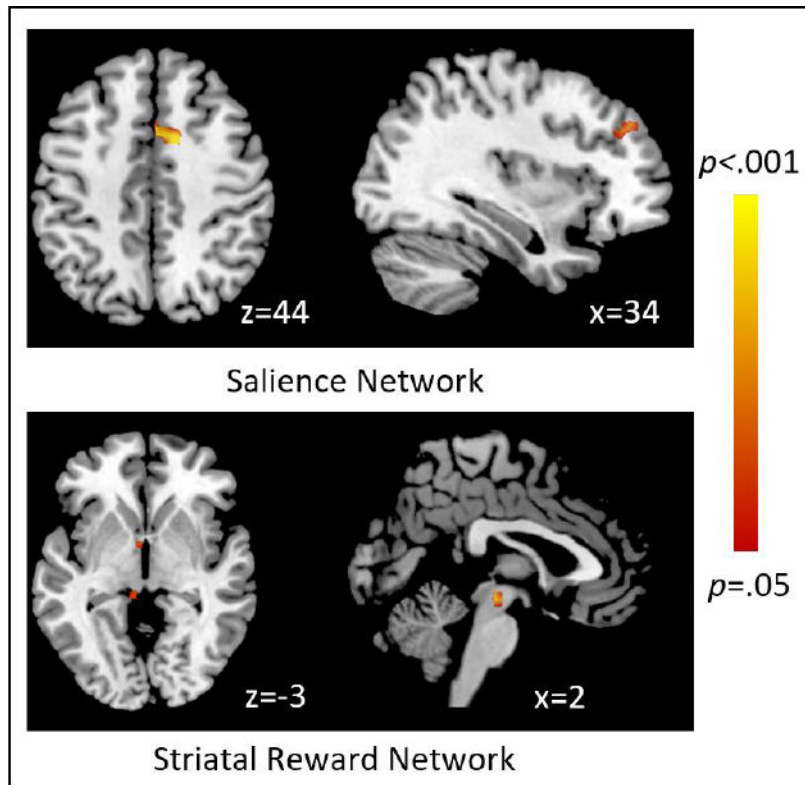 p<.001
z=44
x=34
Salience Network
p=.05
z=-3
x=2
Striatal Reward Network